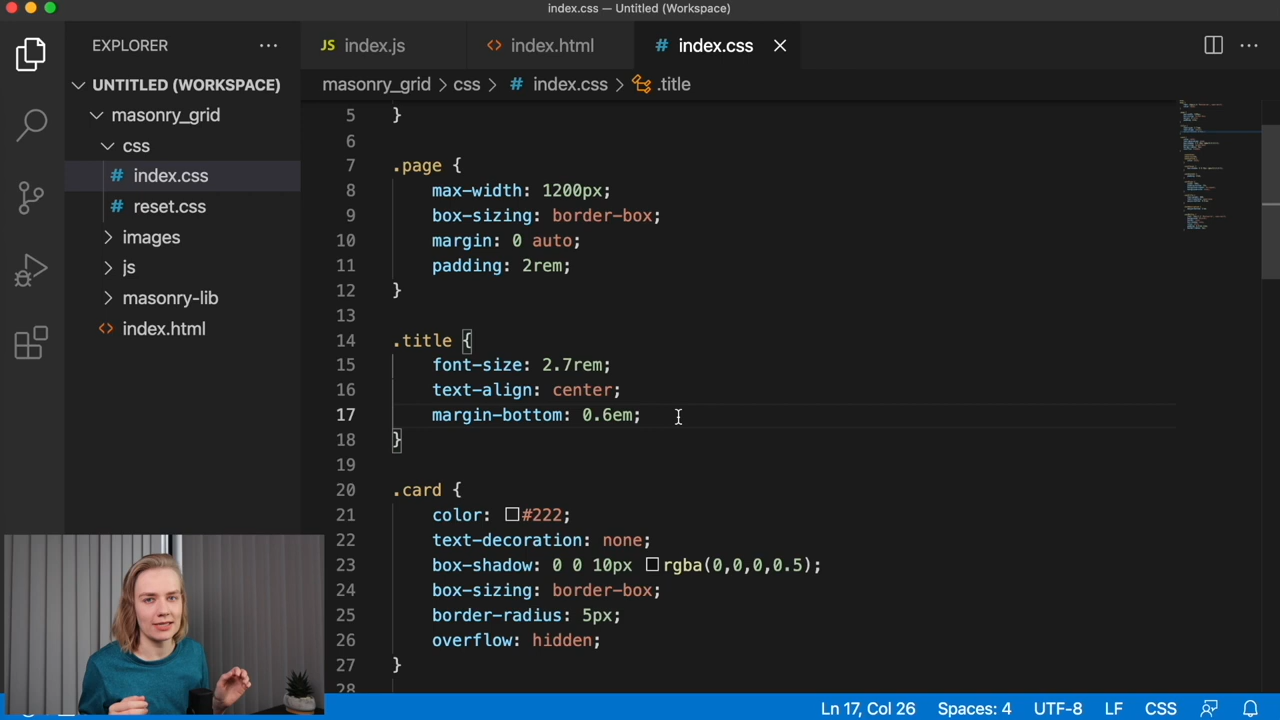 index.css — Untitled (Workspace)
EXPLORER
UNTITLED (WORKSPACE)
masonry_grid
css
# index.css
# reset.css
images
js
masonry-lib
<> index.html
JS index.js
<> index.html
# index.css
masonry_grid > css > # index.css > .title
5 }
6
7 .page {
8 max-width: 1200px;
9 box-sizing: border-box;
10 margin: 0 auto;
11 padding: 2rem;
12 }
13
14 .title {
15 font-size: 2.7rem;
16 text-align: center;
17 margin-bottom: 0.6em;
18 }
19
20 .card {
21 color: #222;
22 text-decoration: none;
23 box-shadow: 0 0 10px rgba(0,0,0,0.5);
24 box-sizing: border-box;
25 border-radius: 5px;
26 overflow: hidden;
27 }
28
Ln 17, Col 26 Spaces: 4 UTF-8 LF CSS